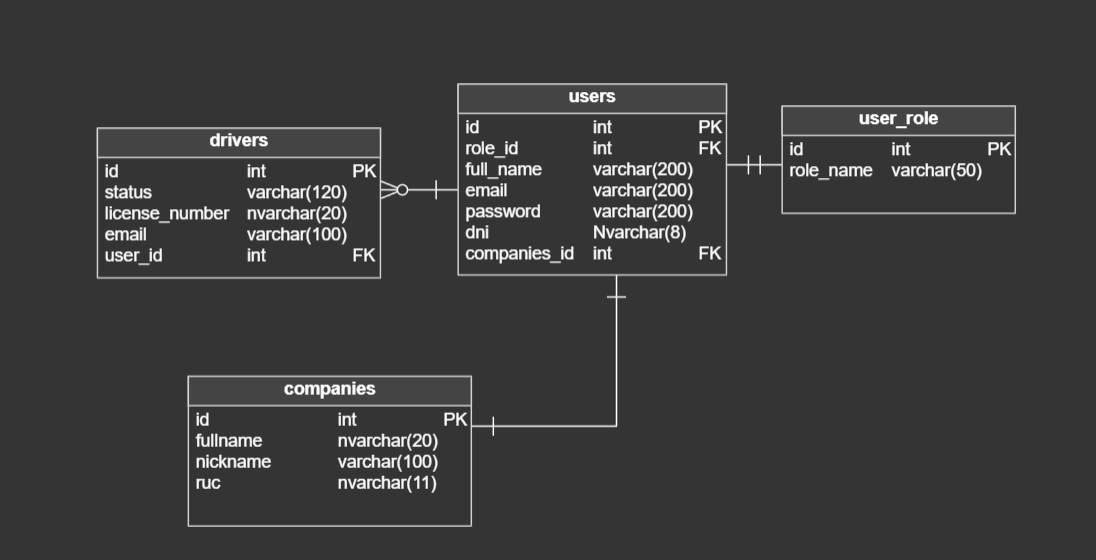 drivers
id int PK
status varchar(120)
license_number nvarchar(20)
email varchar(100)
user_id int FK
users
id int PK
role_id int FK
full_name varchar(200)
email varchar(200)
password varchar(200)
dni Nvarchar(8)
companies_id int FK
user_role
id int PK
role_name varchar(50)
companies
id int PK
fullname nvarchar(20)
nickname varchar(100)
ruc nvarchar(11)